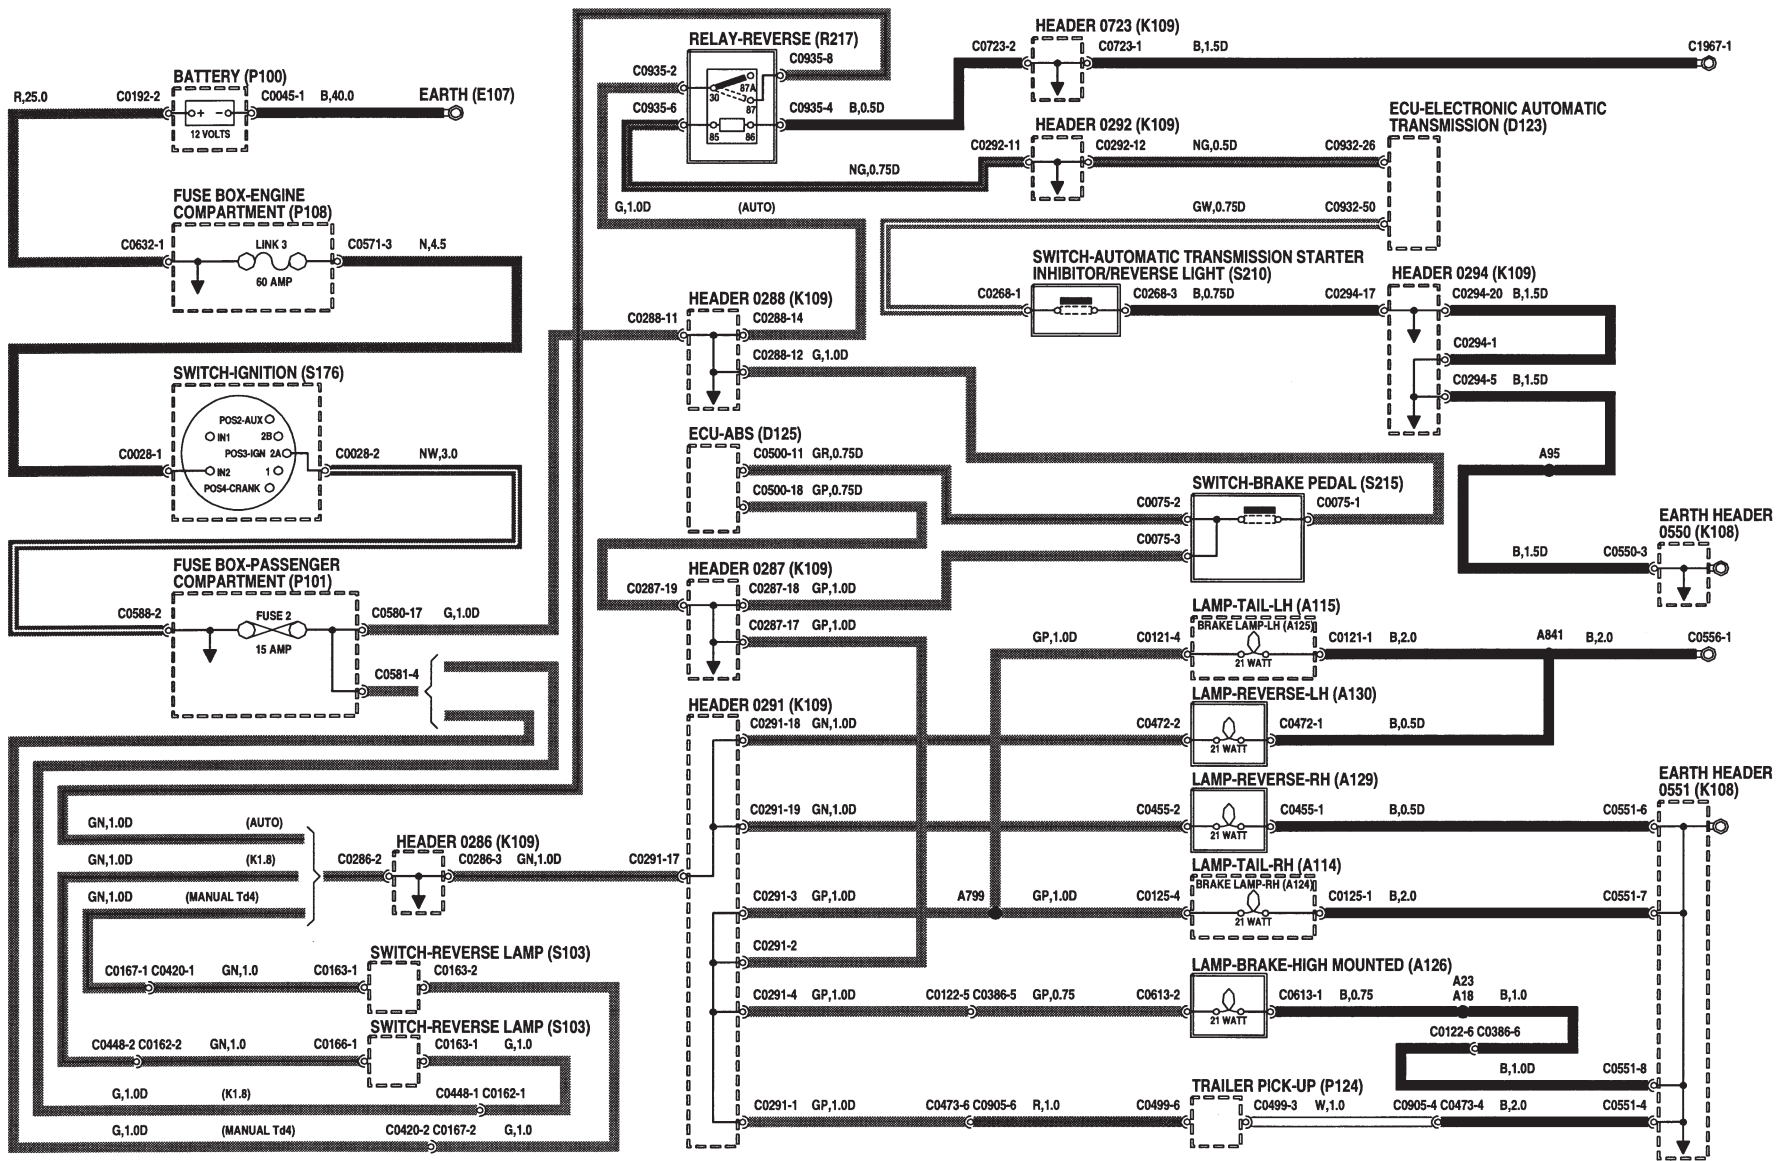 BATTERY (P100)
R,25.0
C0192-2
C0045-1 B,40.0
EARTH (E107)
+ -
12 VOLTS
FUSE BOX-ENGINE
COMPARTMENT (P108)
C0632-1
LINK 3
60 AMP
C0571-3 N,4.5
SWITCH-IGNITION (S176)
POS2-AUX
IN1
2B
POS3-IGN 2A
IN2
1
POS4-CRANK
C0028-1
C0028-2 NW,3.0
FUSE BOX-PASSENGER
COMPARTMENT (P101)
C0588-2
FUSE 2
15 AMP
C0580-17 G,1.0D
C0581-4
GN,1.0D (AUTO)
GN,1.0D (K1.8)
GN,1.0D (MANUAL Td4)
C0286-2
HEADER 0286 (K109)
C0286-3 GN,1.0D
C0291-17
SWITCH-REVERSE LAMP (S103)
C0167-1 C0420-1 GN,1.0 C0163-1
C0163-2
SWITCH-REVERSE LAMP (S103)
C0448-2 C0162-2 GN,1.0 C0166-1
C0163-1 G,1.0
G,1.0D (K1.8) C0448-1 C0162-1
G,1.0D (MANUAL Td4) C0420-2 C0167-2 G,1.0
RELAY-REVERSE (R217)
C0935-2
C0935-8
C0935-6
C0935-4 B,0.5D
30
87A
87
85
86
NG,0.75D
G,1.0D (AUTO)
HEADER 0723 (K109)
C0723-2
C0723-1 B,1.5D
C1967-1
HEADER 0292 (K109)
C0292-11
C0292-12 NG,0.5D C0932-26
ECU-ELECTRONIC AUTOMATIC
TRANSMISSION (D123)
GW,0.75D C0932-50
SWITCH-AUTOMATIC TRANSMISSION STARTER
INHIBITOR/REVERSE LIGHT (S210)
C0268-1
C0268-3 B,0.75D C0294-17
HEADER 0294 (K109)
C0294-20 B,1.5D
C0294-1
C0294-5 B,1.5D
A95
B,1.5D C0550-3
EARTH HEADER
0550 (K108)
HEADER 0288 (K109)
C0288-11
C0288-14
C0288-12 G,1.0D
ECU-ABS (D125)
C0500-11 GR,0.75D
C0500-18 GP,0.75D
SWITCH-BRAKE PEDAL (S215)
C0075-2
C0075-1
C0075-3
HEADER 0287 (K109)
C0287-19
C0287-18 GP,1.0D
C0287-17 GP,1.0D
LAMP-TAIL-LH (A115)
BRAKE LAMP-LH (A125)
GP,1.0D C0121-4
21 WATT
C0121-1 B,2.0
A841
B,2.0
C0556-1
HEADER 0291 (K109)
C0291-18 GN,1.0D
LAMP-REVERSE-LH (A130)
C0472-2
21 WATT
C0472-1 B,0.5D
C0291-19 GN,1.0D
LAMP-REVERSE-RH (A129)
C0455-2
21 WATT
C0455-1 B,0.5D C0551-6
EARTH HEADER
0551 (K108)
LAMP-TAIL-RH (A114)
BRAKE LAMP-RH (A124)
C0291-3 GP,1.0D A799 GP,1.0D C0125-4
21 WATT
C0125-1 B,2.0 C0551-7
C0291-2
LAMP-BRAKE-HIGH MOUNTED (A126)
C0291-4 GP,1.0D C0122-5 C0386-5 GP,0.75 C0613-2
21 WATT
C0613-1 B,0.75
A23
A18
B,1.0
C0122-6 C0386-6
B,1.0D C0551-8
TRAILER PICK-UP (P124)
C0291-1 GP,1.0D C0473-6 C0905-6 R,1.0 C0499-6
C0499-3 W,1.0 C0905-4 C0473-4 B,2.0 C0551-4